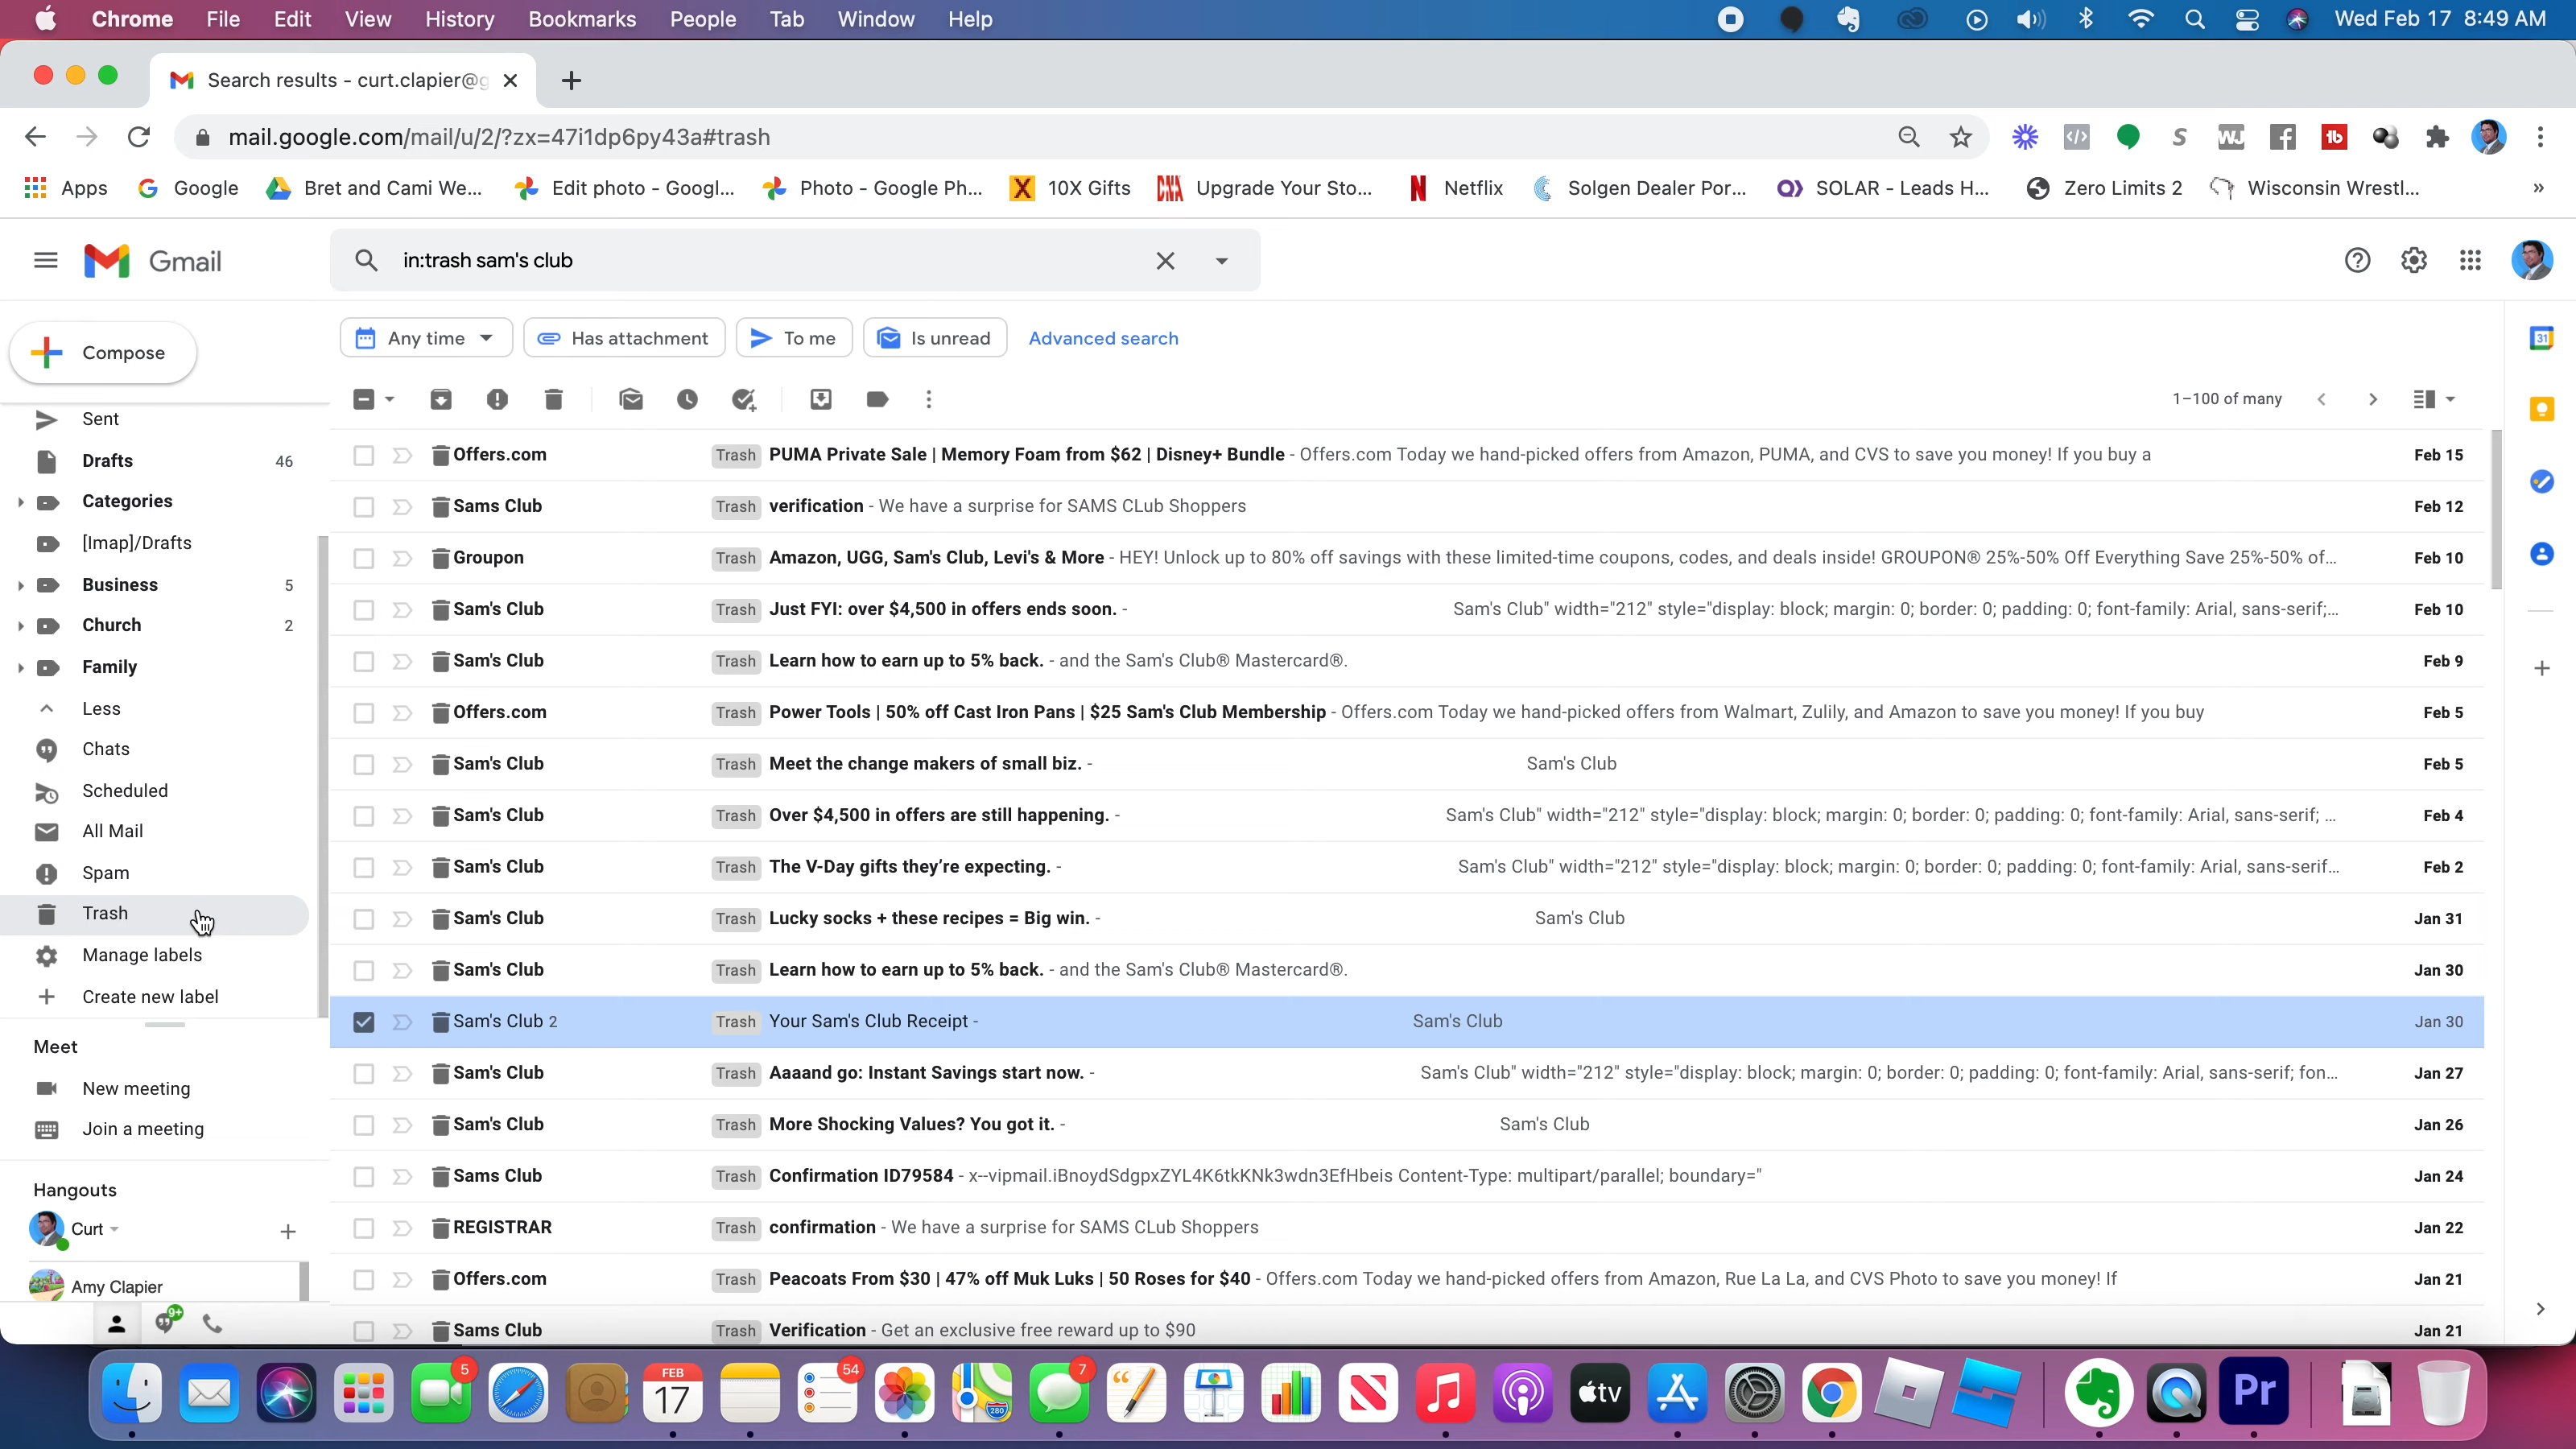 Chrome File Edit View History Bookmarks People Tab Window Help Wed Feb 17 8:49 AM
Search results - curt.clapier@g
mail.google.com/mail/u/2/?zx=47i1dp6py43a#trash
Apps Google Bret and Cami We... Edit photo - Googl... Photo - Google Ph... 10X Gifts Upgrade Your Sto... Netflix Solgen Dealer Por... SOLAR - Leads H... Zero Limits 2 Wisconsin Wrestl... »
Gmail in:trash sam's club
Compose
Sent
Drafts 46
Categories
[Imap]/Drafts
Business 5
Church 2
Family
Less
Chats
Scheduled
All Mail
Spam
Trash
Manage labels
Create new label
Meet
New meeting
Join a meeting
Hangouts
Curt
Amy Clapier
9+
Any time Has attachment To me Is unread Advanced search
1–100 of many
Offers.com Trash PUMA Private Sale | Memory Foam from $62 | Disney+ Bundle - Offers.com Today we hand-picked offers from Amazon, PUMA, and CVS to save you money! If you buy a Feb 15
Sams Club Trash verification - We have a surprise for SAMS CLub Shoppers Feb 12
Groupon Trash Amazon, UGG, Sam's Club, Levi's & More - HEY! Unlock up to 80% off savings with these limited-time coupons, codes, and deals inside! GROUPON® 25%-50% Off Everything Save 25%-50% of... Feb 10
Sam's Club Trash Just FYI: over $4,500 in offers ends soon. - Sam's Club" width="212" style="display: block; margin: 0; border: 0; padding: 0; font-family: Arial, sans-serif;... Feb 10
Sam's Club Trash Learn how to earn up to 5% back. - and the Sam's Club® Mastercard®. Feb 9
Offers.com Trash Power Tools | 50% off Cast Iron Pans | $25 Sam's Club Membership - Offers.com Today we hand-picked offers from Walmart, Zulily, and Amazon to save you money! If you buy Feb 5
Sam's Club Trash Meet the change makers of small biz. - Sam's Club Feb 5
Sam's Club Trash Over $4,500 in offers are still happening. - Sam's Club" width="212" style="display: block; margin: 0; border: 0; padding: 0; font-family: Arial, sans-serif; ... Feb 4
Sam's Club Trash The V-Day gifts they're expecting. - Sam's Club" width="212" style="display: block; margin: 0; border: 0; padding: 0; font-family: Arial, sans-serif... Feb 2
Sam's Club Trash Lucky socks + these recipes = Big win. - Sam's Club Jan 31
Sam's Club Trash Learn how to earn up to 5% back. - and the Sam's Club® Mastercard®. Jan 30
Sam's Club 2 Trash Your Sam's Club Receipt - Sam's Club Jan 30
Sam's Club Trash Aaaand go: Instant Savings start now. - Sam's Club" width="212" style="display: block; margin: 0; border: 0; padding: 0; font-family: Arial, sans-serif; fon... Jan 27
Sam's Club Trash More Shocking Values? You got it. - Sam's Club Jan 26
Sams Club Trash Confirmation ID79584 - x--vipmail.iBnoydSdgpxZYL4K6tkKNk3wdn3EfHbeis Content-Type: multipart/parallel; boundary=" Jan 24
REGISTRAR Trash confirmation - We have a surprise for SAMS CLub Shoppers Jan 22
Offers.com Trash Peacoats From $30 | 47% off Muk Luks | 50 Roses for $40 - Offers.com Today we hand-picked offers from Amazon, Rue La La, and CVS Photo to save you money! If Jan 21
Sams Club Trash Verification - Get an exclusive free reward up to $90 Jan 21
31
5 FEB 17 54 280 7 tv Pr